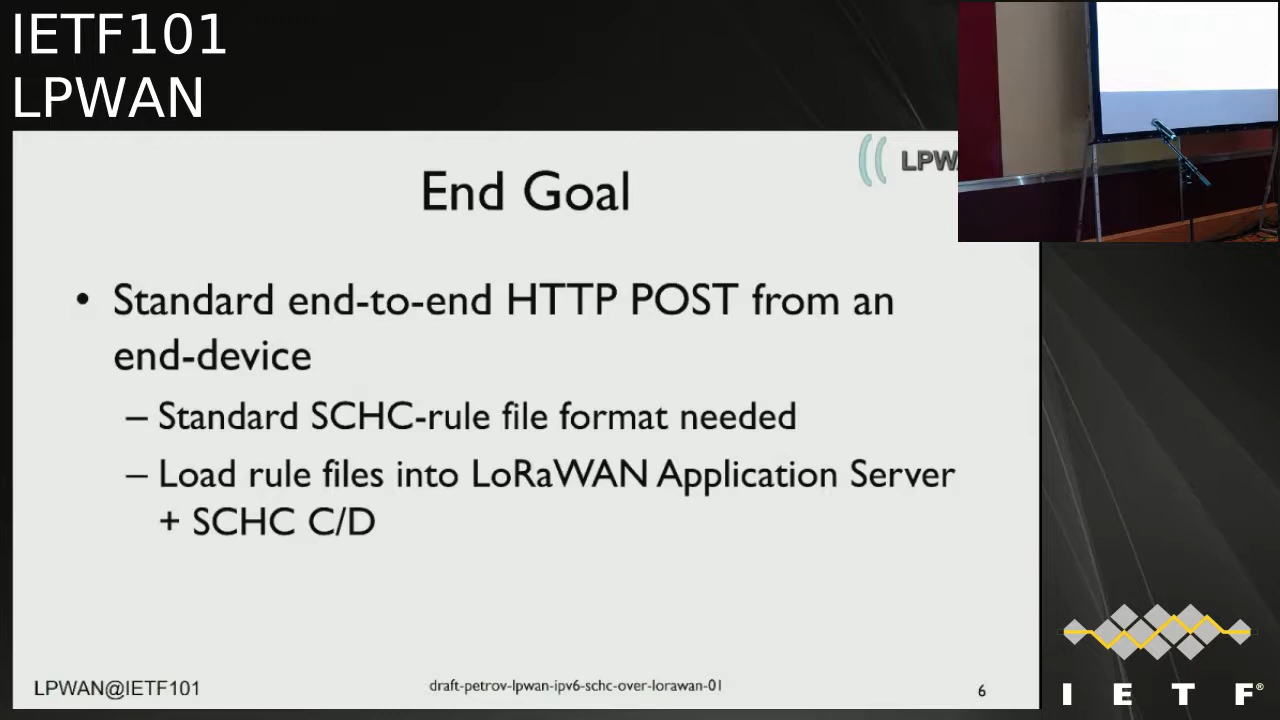 IETF101
LPWAN
End Goal
• Standard end-to-end HTTP POST from an
end-device
– Standard SCHC-rule file format needed
– Load rule files into LoRaWAN Application Server
+ SCHC C/D
LPWAN@IETF101
draft-petrov-lpwan-ipv6-schc-over-lorawan-01
6
I E T F®